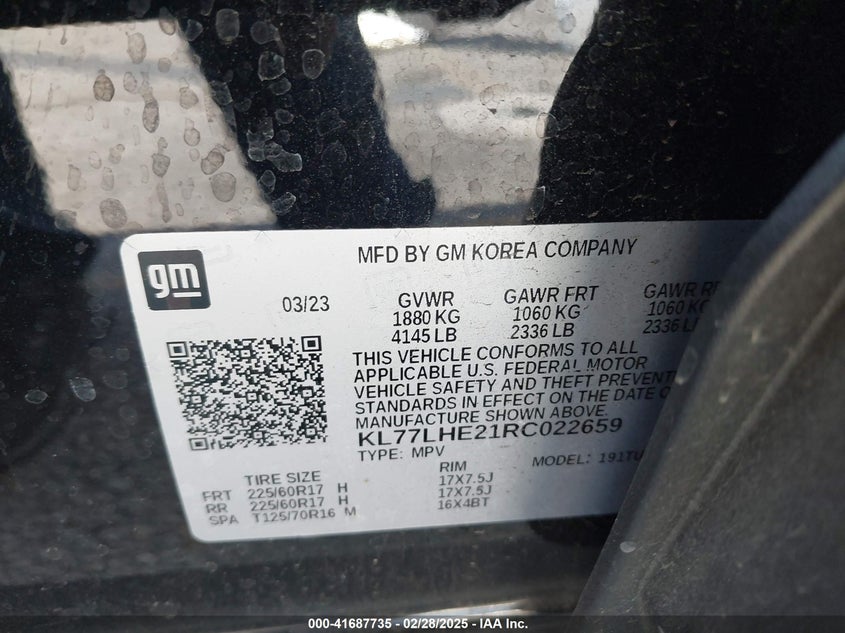 gm
MFD BY GM KOREA COMPANY
03/23 GVWR GAWR FRT GAWR
1880 KG 1060 KG 1060
4145 LB 2336 LB 2336
THIS VEHICLE CONFORMS TO ALL
APPLICABLE U.S. FEDERAL MOTOR
VEHICLE SAFETY AND THEFT
STANDARDS IN EFFECT ON THE DATE
MANUFACTURE SHOWN ABOVE.
KL77LHE21RC022659
TYPE: MPV MODEL:
TIRE SIZE RIM
FRT 225/60R17 H 17X7.5J
RR 225/60R17 H 17X7.5J
SPA T125/70R16 M 16X4BT
000-41687735 - 02/28/2025 - IAA Inc.